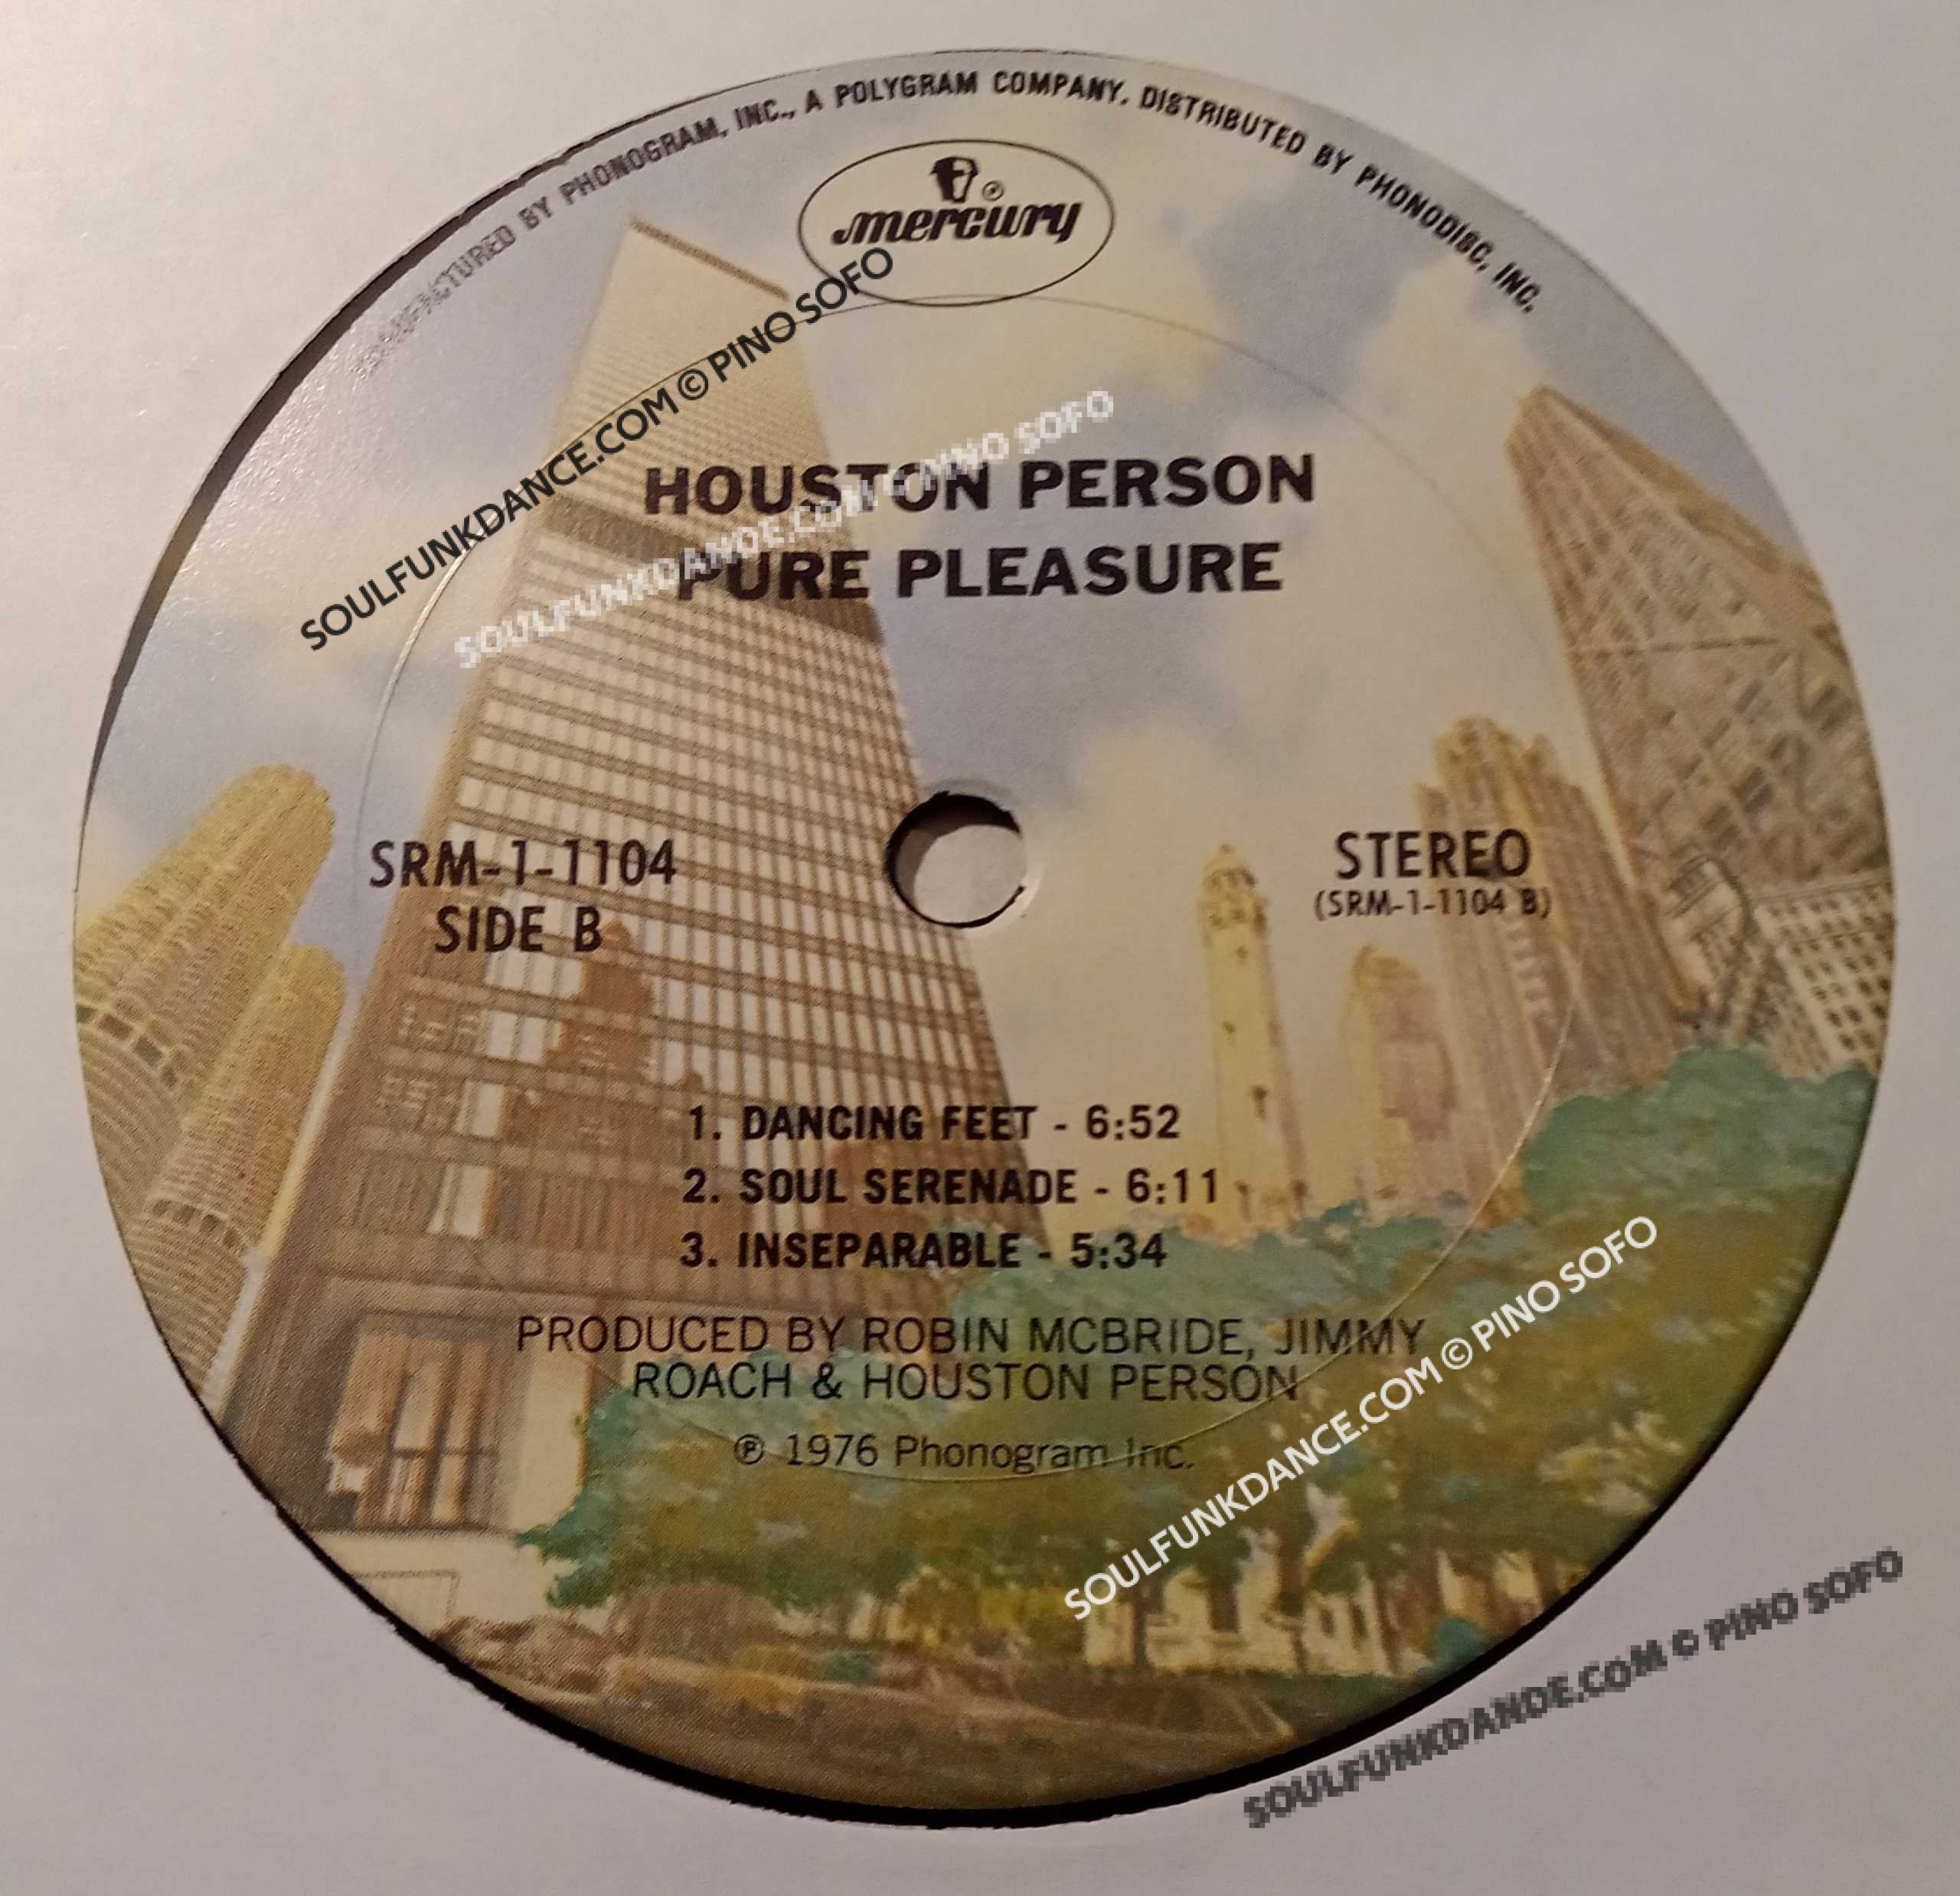 MANUFACTURED BY PHONOGRAM, INC., A POLYGRAM COMPANY. DISTRIBUTED BY PHONODISC, INC.
mercury
SOULFUNKDANCE.COM © PINO SOFO
SOULFUNKDANCE.COM © PINO SOFO
HOUSTON PERSON
PURE PLEASURE
SRM-1-1104
SIDE B
STEREO
(SRM-1-1104 B)
1. DANCING FEET - 6:52
2. SOUL SERENADE - 6:11
3. INSEPARABLE - 5:34
PRODUCED BY ROBIN MCBRIDE, JIMMY
ROACH & HOUSTON PERSON
℗ 1976 Phonogram Inc.
SOULFUNKDANCE.COM © PINO SOFO
SOULFUNKDANCE.COM © PINO SOFO